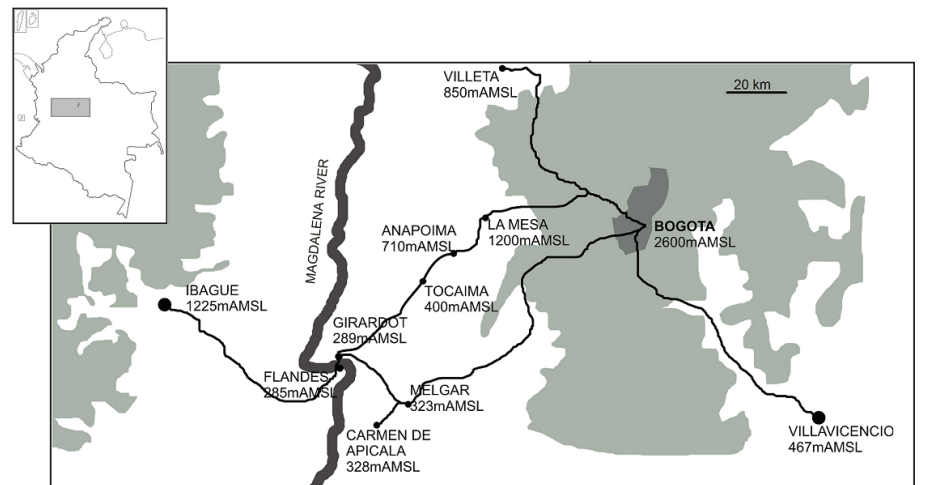 VILLETA
850mAMSL
20 km
MAGDALENA RIVER
ANAPOIMA
710mAMSL
LA MESA
1200mAMSL
BOGOTA
2600mAMSL
IBAGUE
1225mAMSL
TOCAIMA
400mAMSL
GIRARDOT
289mAMSL
FLANDES
285mAMSL
MELGAR
323mAMSL
CARMEN DE
APICALA
328mAMSL
VILLAVICENCIO
467mAMSL